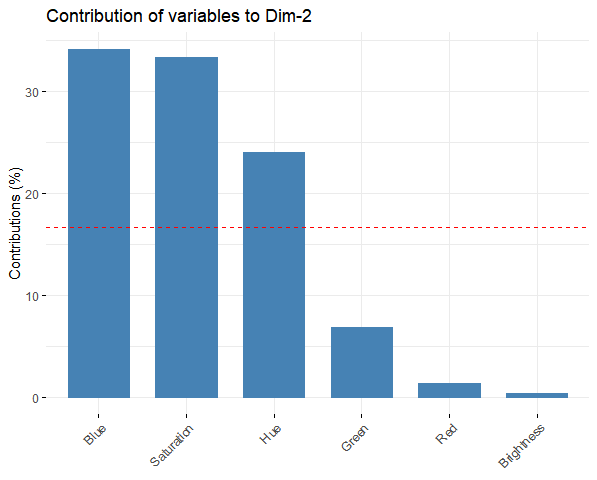 Contribution of variables to Dim-2
Contributions (%)
30
20
10
0
Blue
Saturation
Hue
Green
Red
Brightness